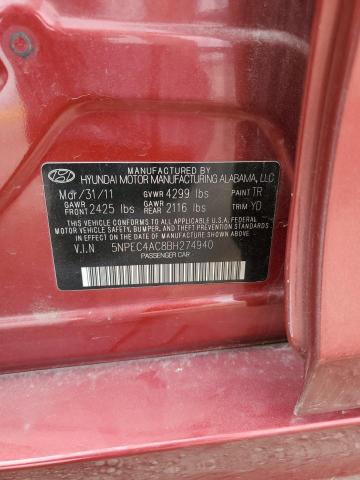 MANUFACTURED BY
HYUNDAI MOTOR MANUFACTURING ALABAMA, LLC
Mar/31/11 GVWR 4299 lbs PAINT TR
GAWR FRONT 2425 lbs GAWR REAR 2116 lbs TRIM YD
THIS VEHICLE CONFORMS TO ALL APPLICABLE U.S. FEDERAL
MOTOR VEHICLE SAFETY, BUMPER, AND THEFT PREVENTION
STANDARDS IN EFFECT ON THE DATE OF MANUFACTURE SHOWN ABOVE.
V.I.N 5NPEC4AC8BH274940
PASSENGER CAR